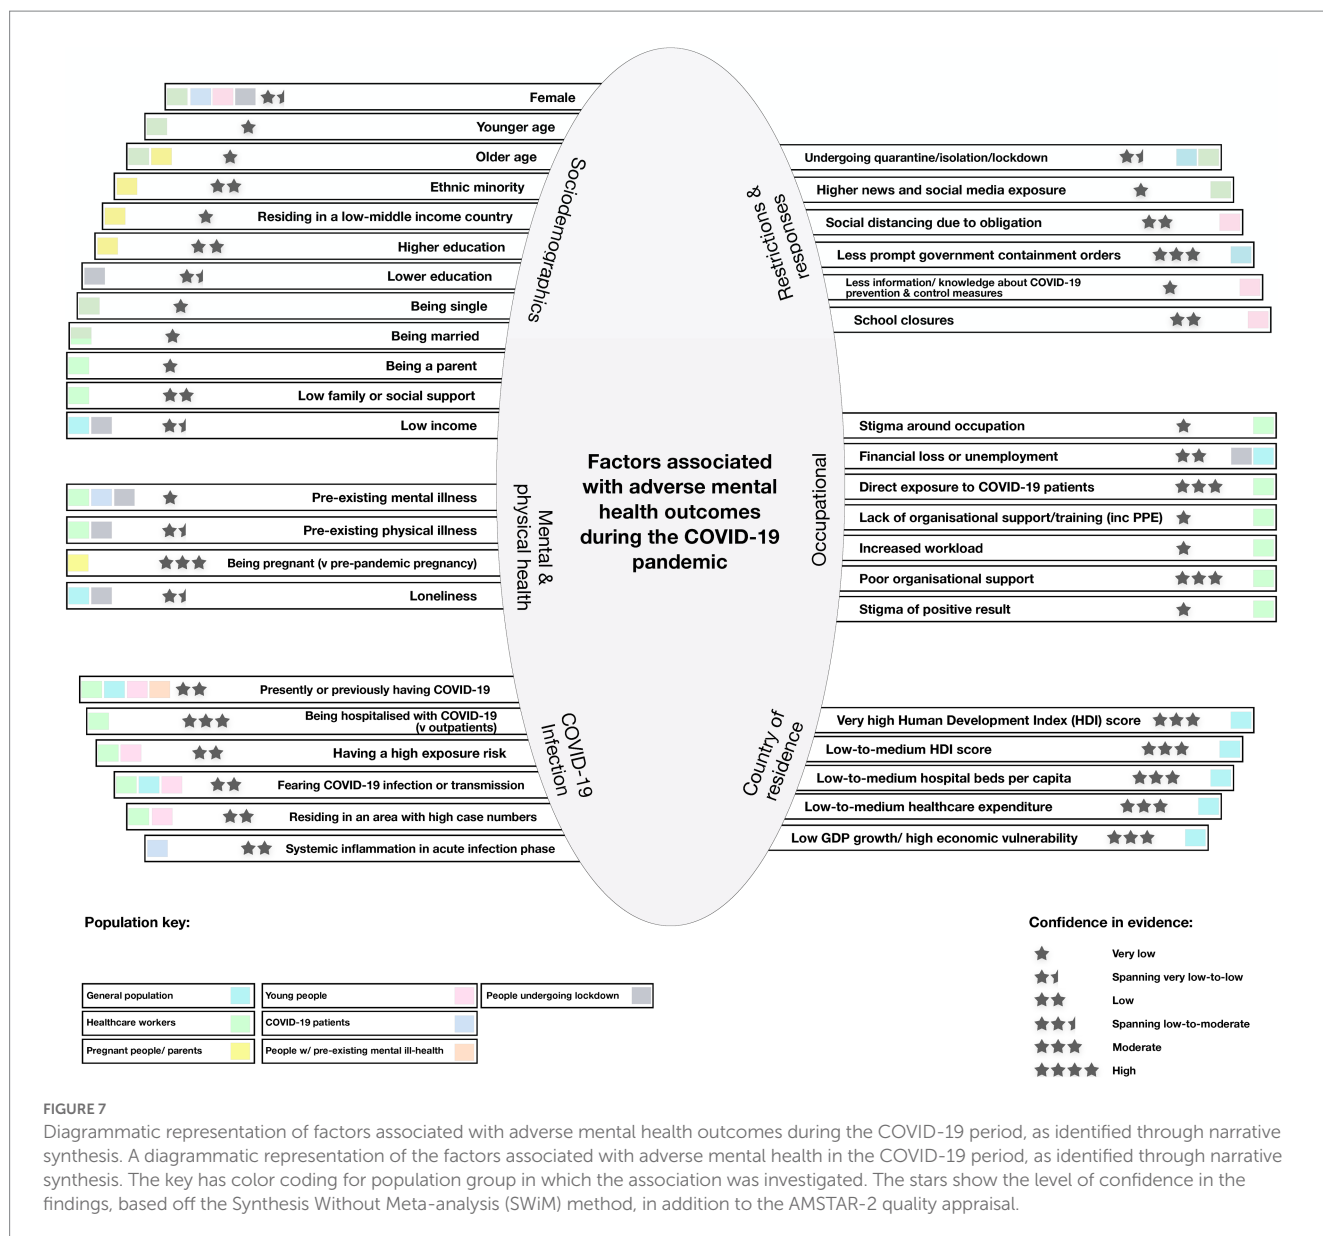 Female
Younger age
Older age
Ethnic minority
Residing in a low-middle income country
Higher education
Lower education
Being single
Being married
Being a parent
Low family or social support
Low income
Sociodemographics
Pre-existing mental illness
Pre-existing physical illness
Being pregnant (v pre-pandemic pregnancy)
Loneliness
Mental &
physical health
Presently or previously having COVID-19
Being hospitalised with COVID-19
(v outpatients)
Having a high exposure risk
Fearing COVID-19 infection or transmission
Residing in an area with high case numbers
Systemic inflammation in acute infection phase
COVID-19
Infection
Factors associated
with adverse mental
health outcomes
during the COVID-19
pandemic
Restrictions &
responses
Undergoing quarantine/isolation/lockdown
Higher news and social media exposure
Social distancing due to obligation
Less prompt government containment orders
Less information/ knowledge about COVID-19
prevention & control measures
School closures
Occupational
Stigma around occupation
Financial loss or unemployment
Direct exposure to COVID-19 patients
Lack of organisational support/training (inc PPE)
Increased workload
Poor organisational support
Stigma of positive result
Country of
residence
Very high Human Development Index (HDI) score
Low-to-medium HDI score
Low-to-medium hospital beds per capita
Low-to-medium healthcare expenditure
Low GDP growth/ high economic vulnerability
Population key:
General population
Young people
People undergoing lockdown
Healthcare workers
COVID-19 patients
Pregnant people/ parents
People w/ pre-existing mental ill-health
Confidence in evidence:
Very low
Spanning very low-to-low
Low
Spanning low-to-moderate
Moderate
High
FIGURE 7
Diagrammatic representation of factors associated with adverse mental health outcomes during the COVID-19 period, as identified through narrative
synthesis. A diagrammatic representation of the factors associated with adverse mental health in the COVID-19 period, as identified through narrative
synthesis. The key has color coding for population group in which the association was investigated. The stars show the level of confidence in the
findings, based off the Synthesis Without Meta-analysis (SWiM) method, in addition to the AMSTAR-2 quality appraisal.